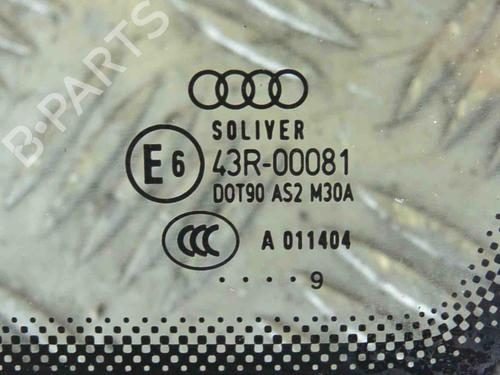 B-PARTS
SOLIVER
E6 43R-00081
DOT90 AS2 M30A
CCC A 011404
.... 9